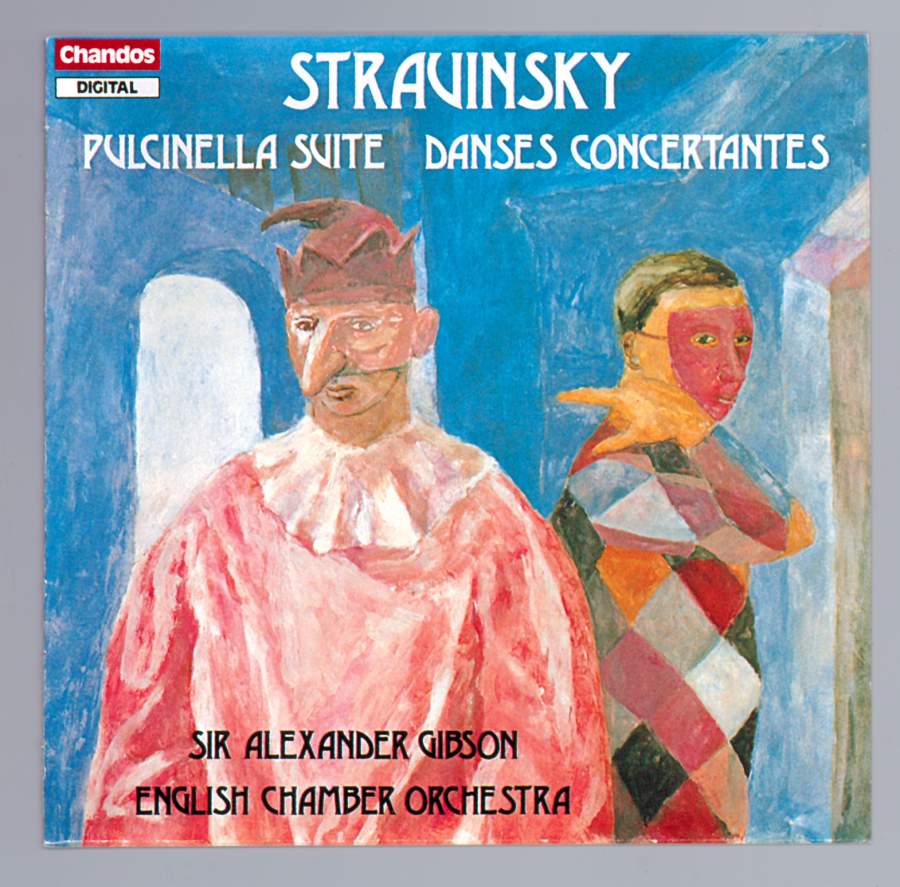 Chandos
DIGITAL
STRAVINSKY
PULCINELLA SUITE DANSES CONCERTANTES
SIR ALEXANDER GIBSON
ENGLISH CHAMBER ORCHESTRA